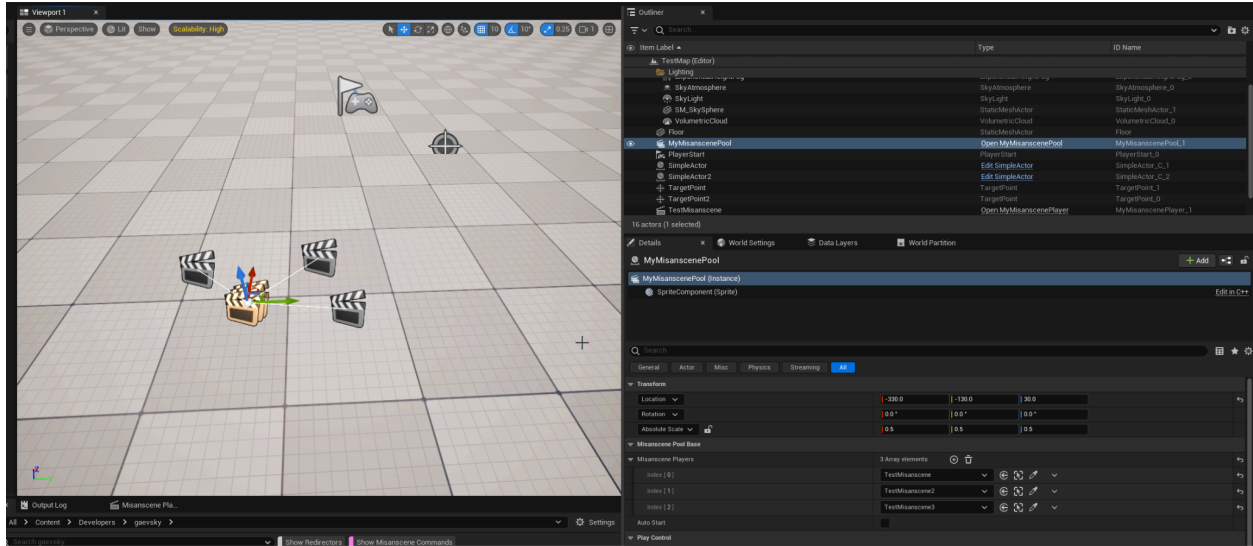 Viewport 1
Perspective
Lit
Show
Scalability: High
10
10°
0.25
1
Z
Y
Output Log
Misanscene Pla...
All > Content > Developers > gaevsky >
Settings
Search gaevsky
Show Redirectors
Show Misanscene Commands
Outliner
Search...
Item Label
Type
ID Name
TestMap (Editor)
Lighting
SkyAtmosphere SkyAtmosphere SkyAtmosphere_0
SkyLight SkyLight SkyLight_0
SM_SkySphere StaticMeshActor StaticMeshActor_1
VolumetricCloud VolumetricCloud VolumetricCloud_0
Floor StaticMeshActor Floor
MyMisanscenePool Open MyMisanscenePool MyMisanscenePool_1
PlayerStart PlayerStart PlayerStart_0
SimpleActor Edit SimpleActor SimpleActor_C_1
SimpleActor2 Edit SimpleActor SimpleActor_C_2
TargetPoint TargetPoint TargetPoint_1
TargetPoint2 TargetPoint TargetPoint_0
TestMisanscene Open MyMisanscenePlayer MyMisanscenePlayer_1
16 actors (1 selected)
Details
World Settings
Data Layers
World Partition
MyMisanscenePool
+ Add
MyMisanscenePool (Instance)
SpriteComponent (Sprite)
Edit in C++
Search
General
Actor
Misc
Physics
Streaming
All
Transform
Location -330.0 -130.0 30.0
Rotation 0.0 ° 0.0 ° 0.0 °
Absolute Scale 0.5 0.5 0.5
Misanscene Pool Base
Misanscene Players 3 Array elements
Index [ 0 ] TestMisanscene
Index [ 1 ] TestMisanscene2
Index [ 2 ] TestMisanscene3
Auto Start
Play Control